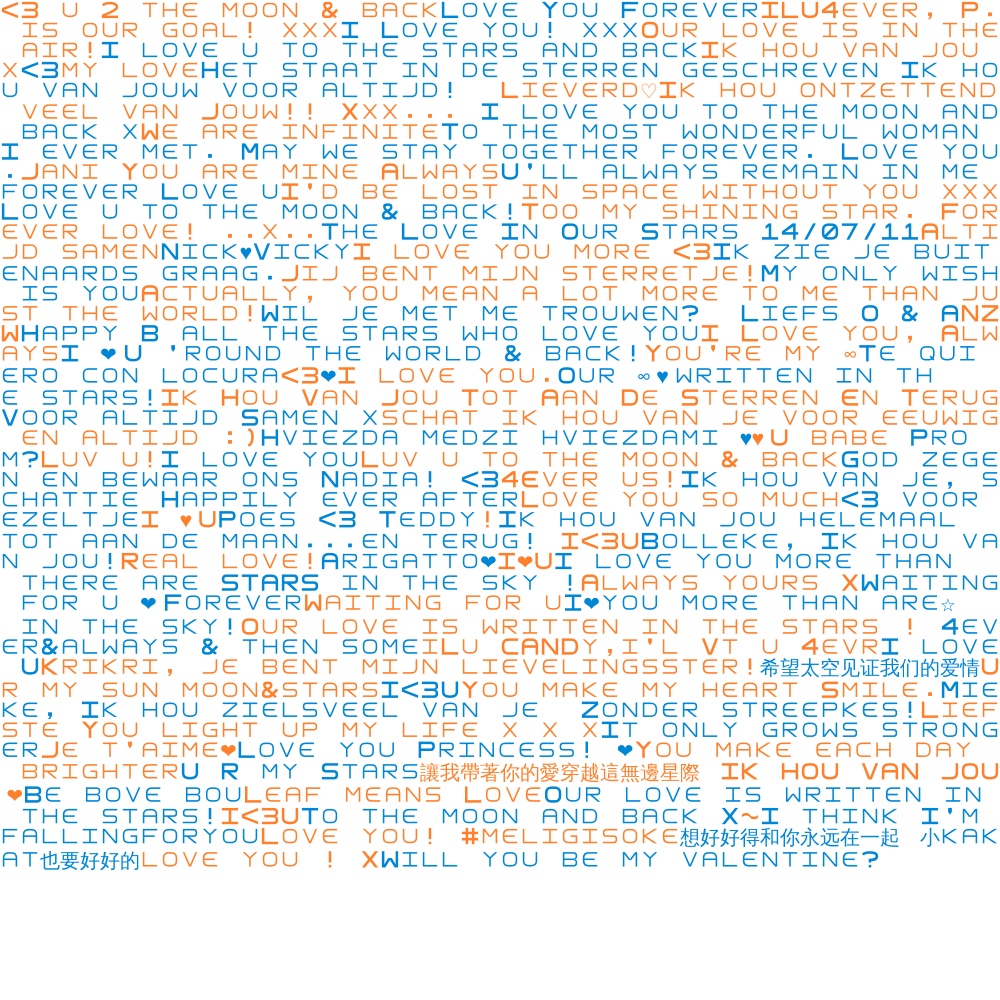 <3 U 2 THE MOON & BACKLOVE YOU FOREVERILU4EVER, P.
IS OUR GOAL! XXXI LOVE YOU! XXXOUR LOVE IS IN THE
AIR!I LOVE U TO THE STARS AND BACKIK HOU VAN JOU
X<3MY LOVEHET STAAT IN DE STERREN GESCHREVEN IK HO
U VAN JOUW VOOR ALTIJD!  LIEVERD♡IK HOU ONTZETTEND
VEEL VAN JOUW!! XXX... I LOVE YOU TO THE MOON AND
BACK XWE ARE INFINITETO THE MOST WONDERFUL WOMAN
I EVER MET. MAY WE STAY TOGETHER FOREVER. LOVE YOU
.JANI YOU ARE MINE ALWAYSU'LL ALWAYS REMAIN IN ME
FOREVER LOVE UI'D BE LOST IN SPACE WITHOUT YOU XXX
LOVE U TO THE MOON & BACK!TOO MY SHINING STAR. FOR
EVER LOVE! ..X..THE LOVE IN OUR STARS 14/07/11ALTI
JD SAMENNICK♥VICKYI LOVE YOU MORE <3IK ZIE JE BUIT
ENAARDS GRAAG.JIJ BENT MIJN STERRETJE!MY ONLY WISH
IS YOUACTUALLY, YOU MEAN A LOT MORE TO ME THAN JU
ST THE WORLD!WIL JE MET ME TROUWEN?  LIEFS O & ANZ
WHAPPY B ALL THE STARS WHO LOVE YOUI LOVE YOU, ALW
AYSI ❤U 'ROUND THE WORLD & BACK!YOU'RE MY ∞TE QUI
ERO CON LOCURA<3❤I LOVE YOU.OUR ∞♥WRITTEN IN TH
E STARS!IK HOU VAN JOU TOT AAN DE STERREN EN TERUG
VOOR ALTIJD SAMEN XSCHAT IK HOU VAN JE VOOR EEUWIG
EN ALTIJD :)HVIEZDA MEDZI HVIEZDAMI ♥♥U BABE PRO
M?LUV U!I LOVE YOULUV U TO THE MOON & BACKGOD ZEGE
N EN BEWAAR ONS NADIA! <34EVER US!IK HOU VAN JE, S
CHATTIE HAPPILY EVER AFTERLOVE YOU SO MUCH<3 VOOR
EZELTJEI ♥UPOES <3 TEDDY!IK HOU VAN JOU HELEMAAL
TOT AAN DE MAAN...EN TERUG! I<3UBOLLEKE, IK HOU VA
N JOU!REAL LOVE!ARIGATTO❤I❤UI LOVE YOU MORE THAN
THERE ARE STARS IN THE SKY !ALWAYS YOURS XWAITING
FOR U ❤FOREVERWAITING FOR UI❤YOU MORE THAN ARE☆
IN THE SKY!OUR LOVE IS WRITTEN IN THE STARS ! 4EV
ER&ALWAYS & THEN SOMEILU CANDY,I'L VT U 4EVRI LOVE
UKRIKRI, JE BENT MIJN LIEVELINGSSTER!希望太空见证我们的爱情U
R MY SUN MOON&STARSI<3UYOU MAKE MY HEART SMILE.MIE
KE, IK HOU ZIELSVEEL VAN JE  ZONDER STREEPKES!LIEF
STE YOU LIGHT UP MY LIFE X X XIT ONLY GROWS STRONG
ERJE T'AIME❤LOVE YOU PRINCESS! ❤YOU MAKE EACH DAY
BRIGHTERU R MY STARS讓我帶著你的愛穿越這無邊星際 IK HOU VAN JOU
❤BE BOVE BOULEAF MEANS LOVEOUR LOVE IS WRITTEN IN
THE STARS!I<3UTO THE MOON AND BACK X~I THINK I'M
FALLINGFORYOULOVE YOU! #MELIGISOKE想好好得和你永远在一起 小KAK
AT也要好好的LOVE YOU ! XWILL YOU BE MY VALENTINE?